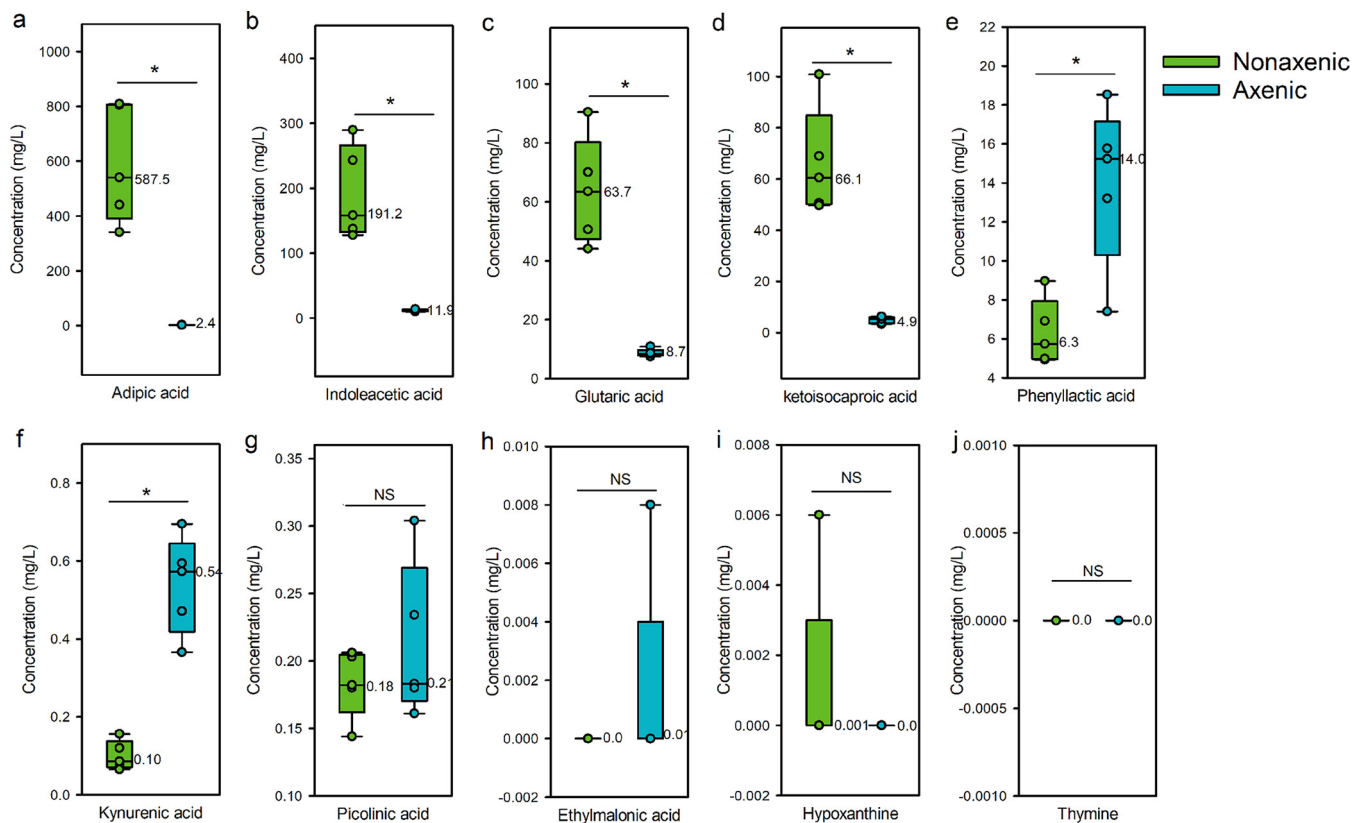 a
1000
800
600
400
200
0
Concentration (mg/L)
*
587.5
2.4
Adipic acid
b
400
300
200
100
0
Concentration (mg/L)
*
191.2
11.9
Indoleacetic acid
c
100
80
60
40
20
0
Concentration (mg/L)
*
63.7
8.7
Glutaric acid
d
100
80
60
40
20
0
Concentration (mg/L)
*
66.1
4.9
ketoisocaproic acid
e
22
20
18
16
14
12
10
8
6
4
Concentration (mg/L)
*
6.3
14.0
Phenyllactic acid
Nonaxenic
Axenic
f
0.8
0.6
0.4
0.2
0.0
Concentration (mg/L)
*
0.10
0.54
Kynurenic acid
g
0.35
0.30
0.25
0.20
0.15
0.10
Concentration (mg/L)
NS
0.18
0.21
Picolinic acid
h
0.010
0.008
0.006
0.004
0.002
0.000
-0.002
Concentration (mg/L)
NS
0.0
0.01
Ethylmalonic acid
i
0.008
0.006
0.004
0.002
0.000
-0.002
Concentration (mg/L)
NS
0.001
0.0
Hypoxanthine
j
0.0010
0.0005
0.0000
-0.0005
-0.0010
Concentration (mg/L)
NS
0.0
0.0
Thymine